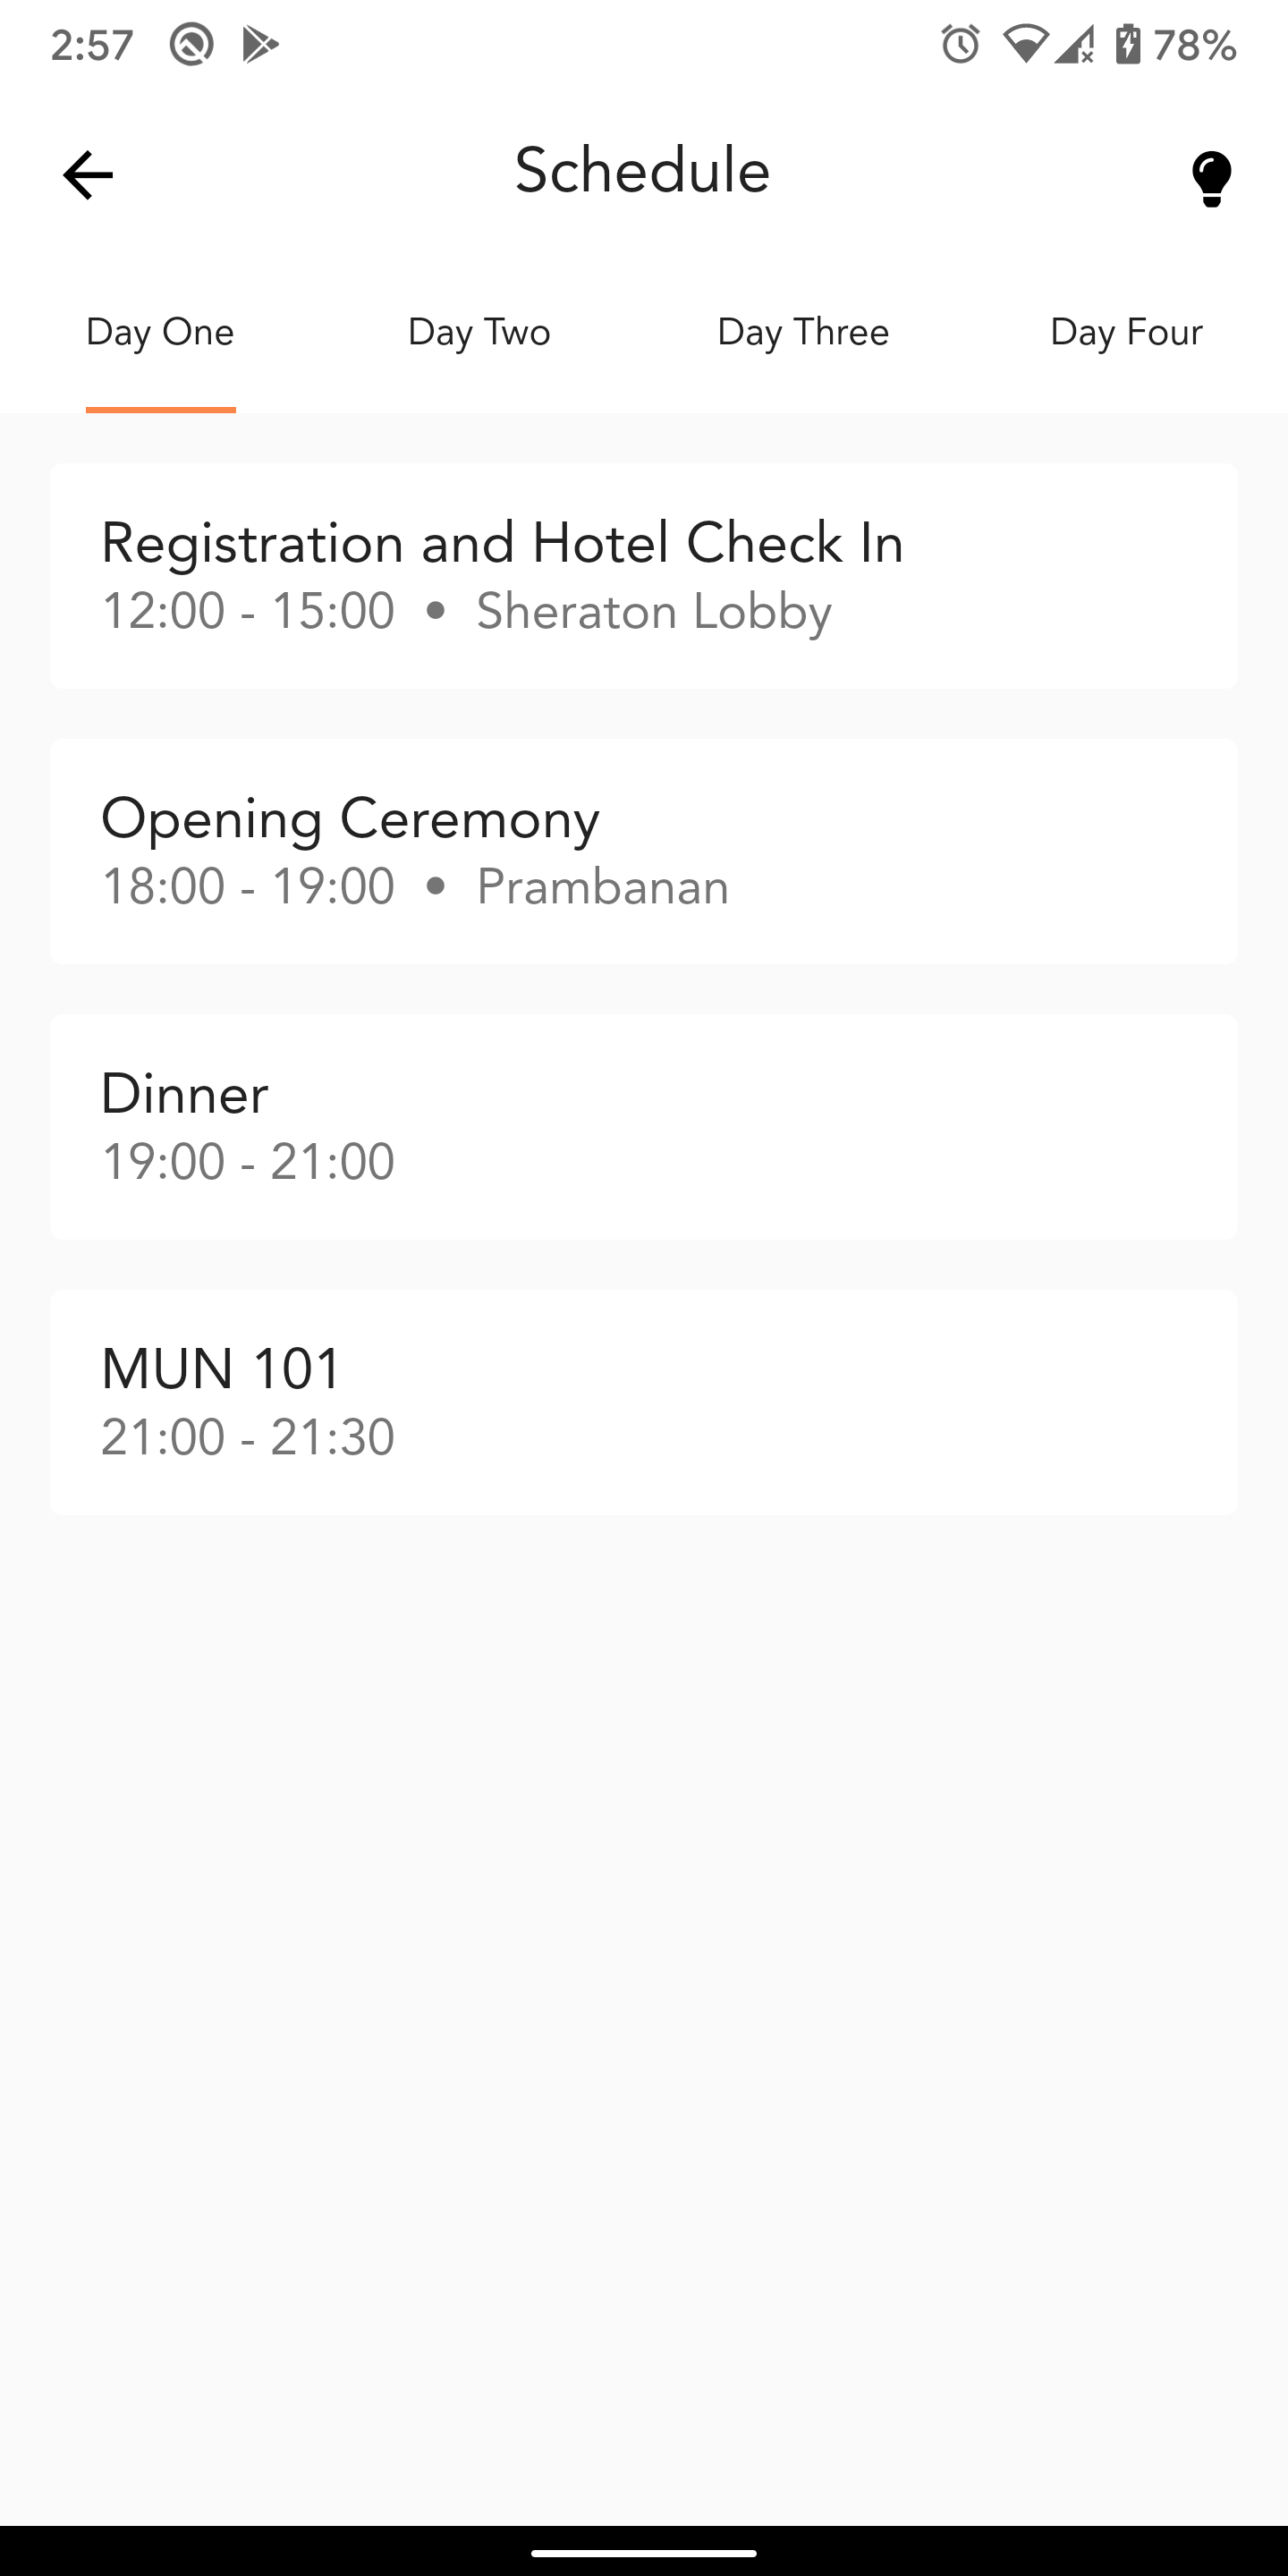 2:57 78%
Schedule
Day One Day Two Day Three Day Four
Registration and Hotel Check In
12:00 - 15:00 • Sheraton Lobby
Opening Ceremony
18:00 - 19:00 • Prambanan
Dinner
19:00 - 21:00
MUN 101
21:00 - 21:30